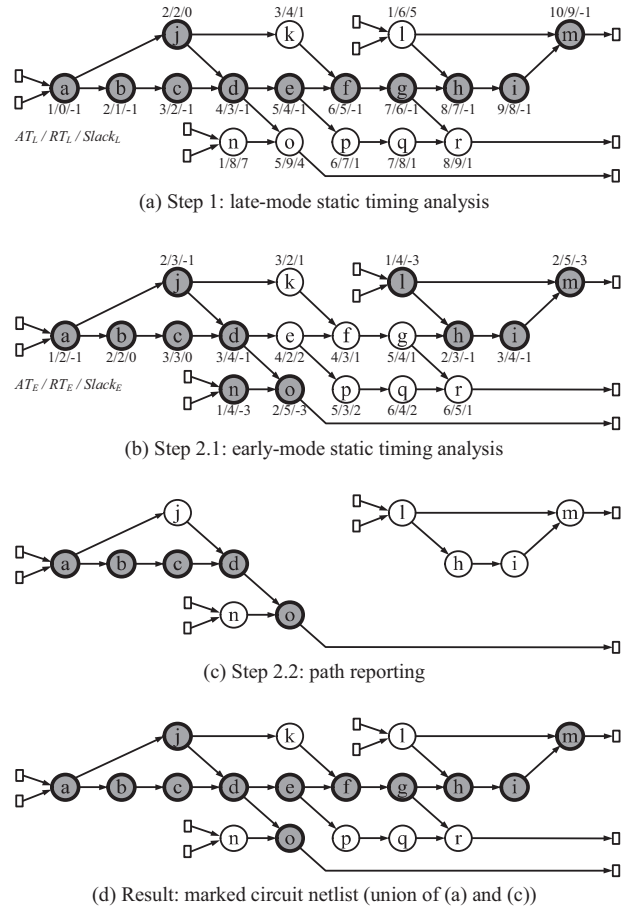 2/2/0 3/4/1 1/6/5 10/9/-1
j k l m
a b c d e f g h i
1/0/-1 2/1/-1 3/2/-1 4/3/-1 5/4/-1 6/5/-1 7/6/-1 8/7/-1 9/8/-1
AT_L / RT_L / Slack_L
n o p q r
1/8/7 5/9/4 6/7/1 7/8/1 8/9/1
(a) Step 1: late-mode static timing analysis
2/3/-1 3/2/1 1/4/-3 2/5/-3
j k l m
a b c d e f g h i
1/2/-1 2/2/0 3/3/0 3/4/-1 4/2/2 4/3/1 5/4/1 2/3/-1 3/4/-1
AT_E / RT_E / Slack_E
n o p q r
1/4/-3 2/5/-3 5/3/2 6/4/2 6/5/1
(b) Step 2.1: early-mode static timing analysis
j l m
a b c d h i
n o
(c) Step 2.2: path reporting
j k l m
a b c d e f g h i
n o p q r
(d) Result: marked circuit netlist (union of (a) and (c))